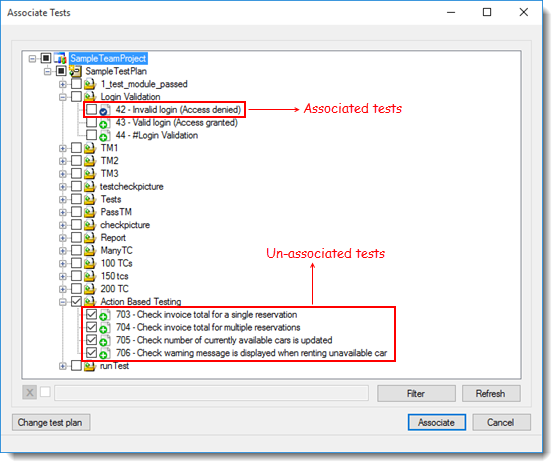 Associate Tests
SampleTeamProject
SampleTestPlan
1_test_module_passed
Login Validation
42 - Invalid login (Access denied)
Associated tests
43 - Valid login (Access granted)
44 - #Login Validation
TM1
TM2
TM3
testcheckpicture
Tests
PassTM
checkpicture
Report
ManyTC
Un-associated tests
100 TCs
150 tcs
200 TC
Action Based Testing
703 - Check invoice total for a single reservation
704 - Check invoice total for multiple reservations
705 - Check number of currently available cars is updated
706 - Check warning message is displayed when renting unavailable car
runTest
X
Filter
Refresh
Change test plan
Associate
Cancel